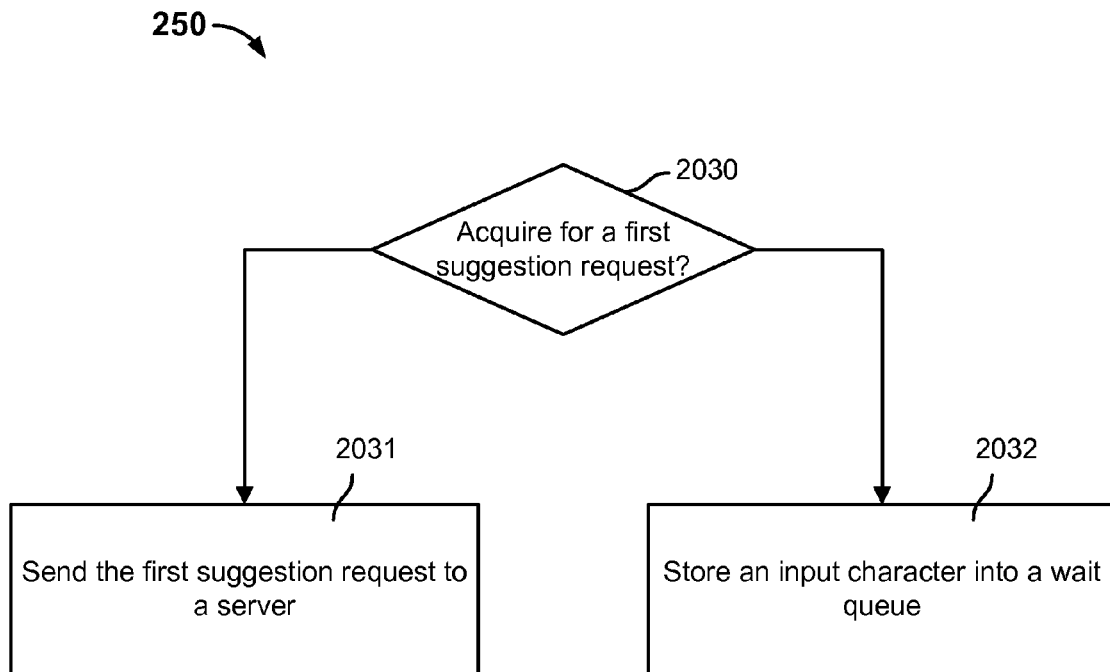 250
2030
Acquire for a first
suggestion request?
2031
2032
Send the first suggestion request to
a server
Store an input character into a wait
queue